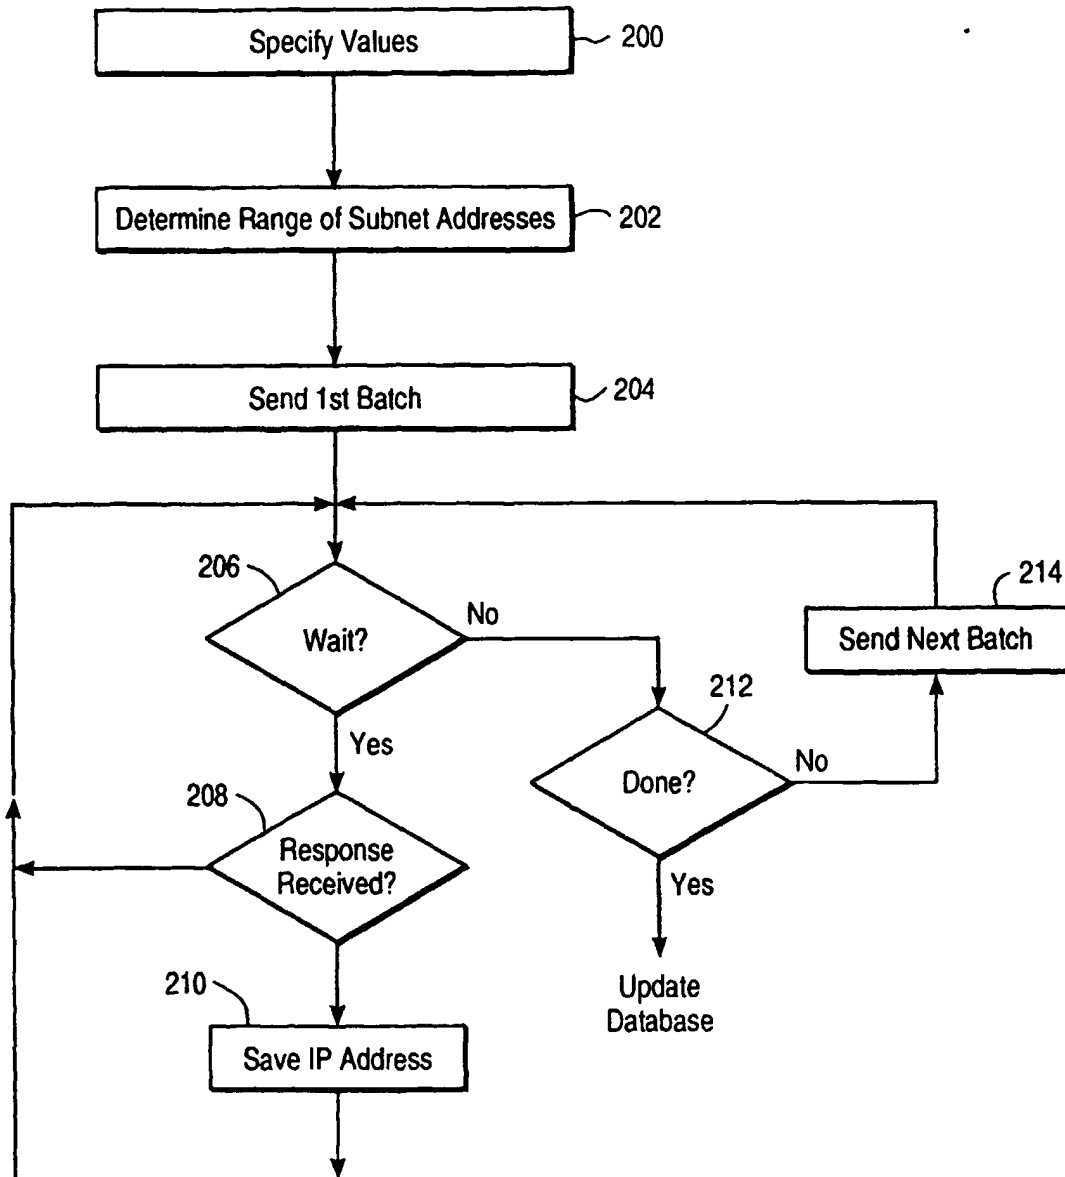 Specify Values
200
Determine Range of Subnet Addresses
202
Send 1st Batch
204
206
Wait?
No
Yes
214
Send Next Batch
212
Done?
No
Yes
208
Response
Received?
Update
Database
210
Save IP Address